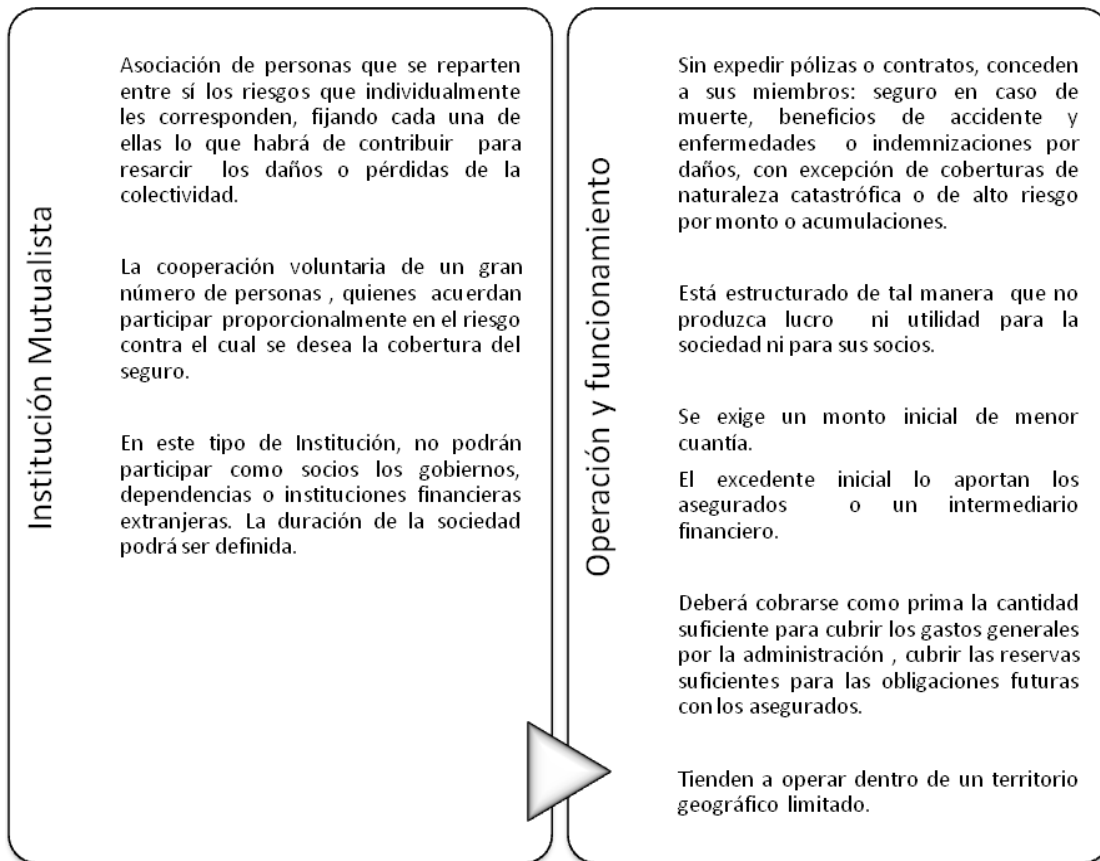 Institución Mutualista
Asociación de personas que se reparten
entre sí los riesgos que individualmente
les corresponden, fijando cada una de
ellas lo que habrá de contribuir para
resarcir los daños o pérdidas de la
colectividad.
La cooperación voluntaria de un gran
número de personas , quienes acuerdan
participar proporcionalmente en el riesgo
contra el cual se desea la cobertura del
seguro.
En este tipo de Institución, no podrán
participar como socios los gobiernos,
dependencias o instituciones financieras
extranjeras. La duración de la sociedad
podrá ser definida.
Operación y funcionamiento
Sin expedir pólizas o contratos, conceden
a sus miembros: seguro en caso de
muerte, beneficios de accidente y
enfermedades o indemnizaciones por
daños, con excepción de coberturas de
naturaleza catastrófica o de alto riesgo
por monto o acumulaciones.
Está estructurado de tal manera que no
produzca lucro ni utilidad para la
sociedad ni para sus socios.
Se exige un monto inicial de menor
cuantía.
El excedente inicial lo aportan los
asegurados o un intermediario
financiero.
Deberá cobrarse como prima la cantidad
suficiente para cubrir los gastos generales
por la administración , cubrir las reservas
suficientes para las obligaciones futuras
con los asegurados.
Tienden a operar dentro de un territorio
geográfico limitado.